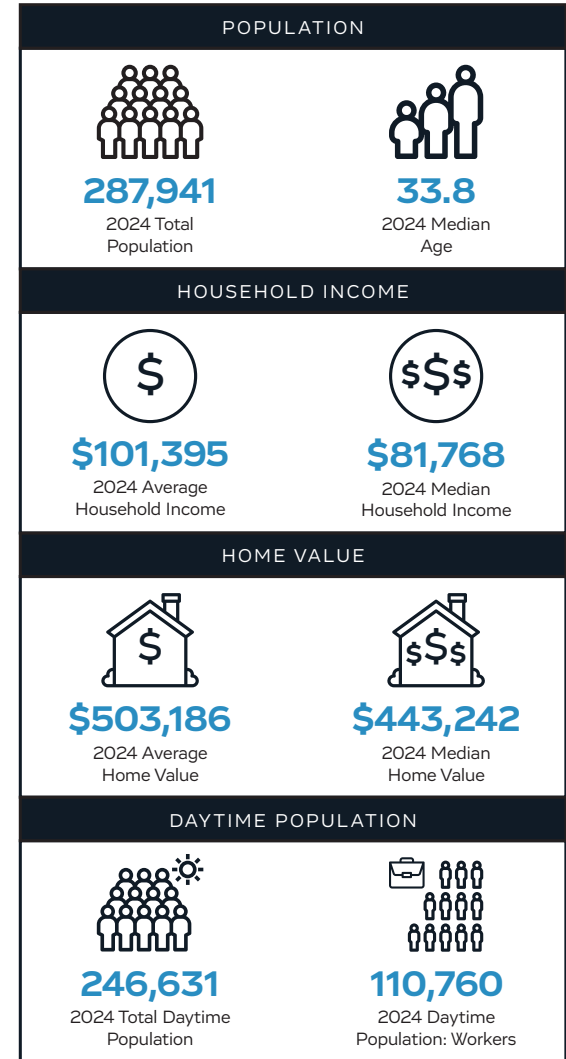 POPULATION
287,941
2024 Total
Population
33.8
2024 Median
Age
HOUSEHOLD INCOME
$
$101,395
2024 Average
Household Income
$$$
$81,768
2024 Median
Household Income
HOME VALUE
$
$503,186
2024 Average
Home Value
$$$
$443,242
2024 Median
Home Value
DAYTIME POPULATION
246,631
2024 Total Daytime
Population
110,760
2024 Daytime
Population: Workers